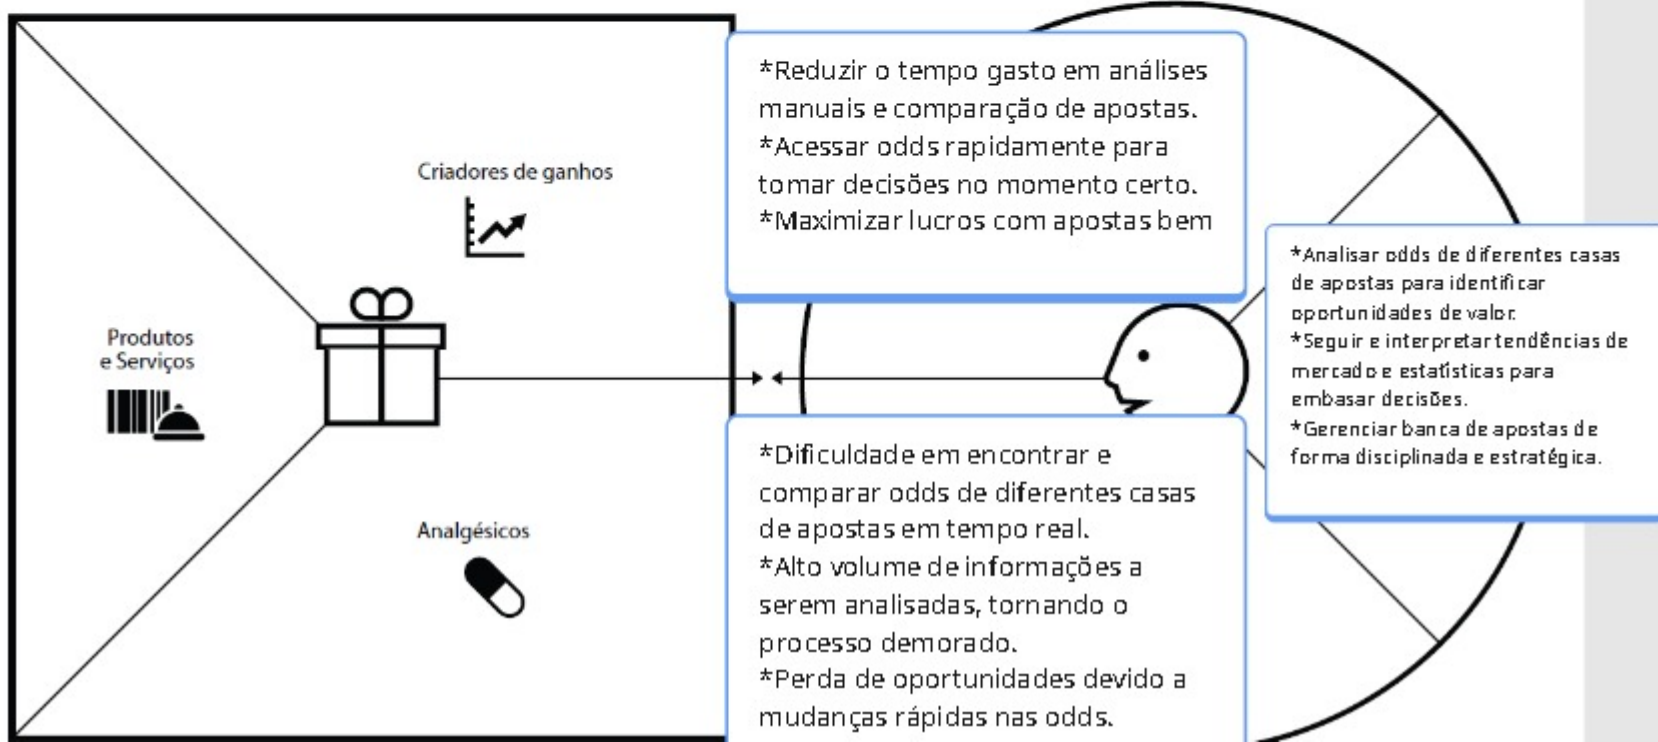 Criadores de ganhos
Produtos
e Serviços
Analgésicos
*Reduzir o tempo gasto em análises
manuais e comparação de apostas.
*Acessar odds rapidamente para
tomar decisões no momento certo.
*Maximizar lucros com apostas bem
*Analisar odds de diferentes casas
de apostas para identificar
oportunidades de valor.
*Seguir e interpretar tendências de
mercado e estatísticas para
embasar decisões.
*Gerenciar banca de apostas de
forma disciplinada e estratégica.
*Dificuldade em encontrar e
comparar odds de diferentes casas
de apostas em tempo real.
*Alto volume de informações a
serem analisadas, tornando o
processo demorado.
*Perda de oportunidades devido a
mudanças rápidas nas odds.